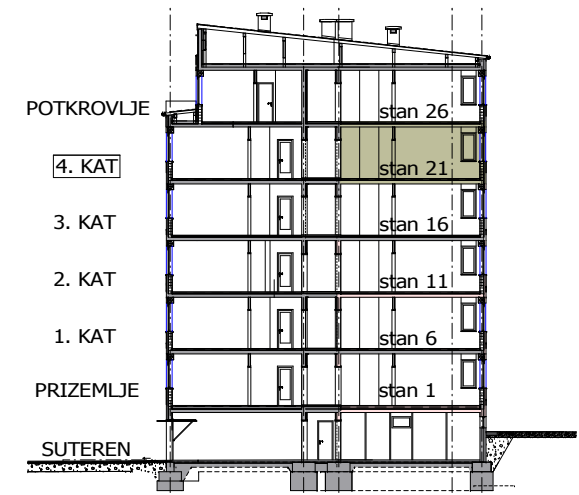 POTKROVLJE
stan 26
4. KAT
stan 21
3. KAT
stan 16
2. KAT
stan 11
1. KAT
stan 6
PRIZEMLJE
stan 1
SUTEREN